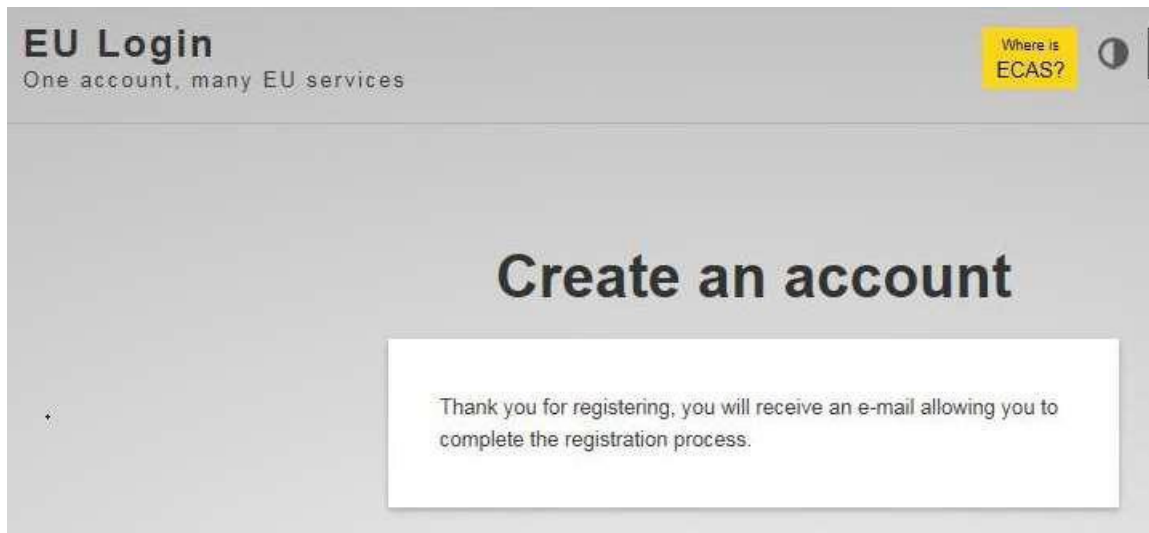 EU Login
One account, many EU services
Where is
ECAS?
Create an account
Thank you for registering, you will receive an e-mail allowing you to
complete the registration process.